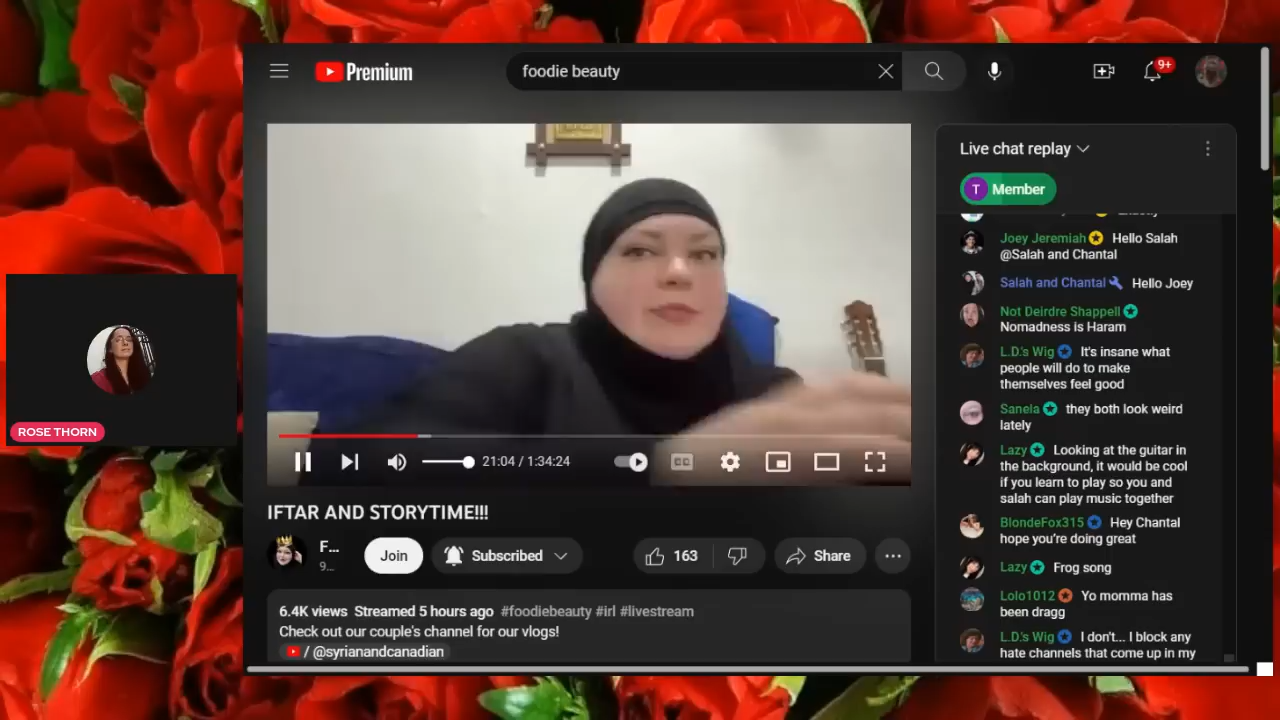 Premium
foodie beauty
9+
Live chat replay
T Member
Joey Jeremiah Hello Salah
@Salah and Chantal
Salah and Chantal Hello Joey
Not Deirdre Shappell
Nomadness is Haram
L.D.'s Wig It's insane what
people will do to make
themselves feel good
Sanela they both look weird
lately
Lazy Looking at the guitar in
the background, it would be cool
if you learn to play so you and
salah can play music together
BlondeFox315 Hey Chantal
hope you're doing great
Lazy Frog song
Lolo1012 Yo momma has
been dragg
L.D.'s Wig I don't... I block any
hate channels that come up in my
ROSE THORN
21:04 / 1:34:24
CC
IFTAR AND STORYTIME!!!
F...
9...
Join
Subscribed
163
Share
6.4K views Streamed 5 hours ago #foodiebeauty #irl #livestream
Check out our couple's channel for our vlogs!
/ @syrianandcanadian